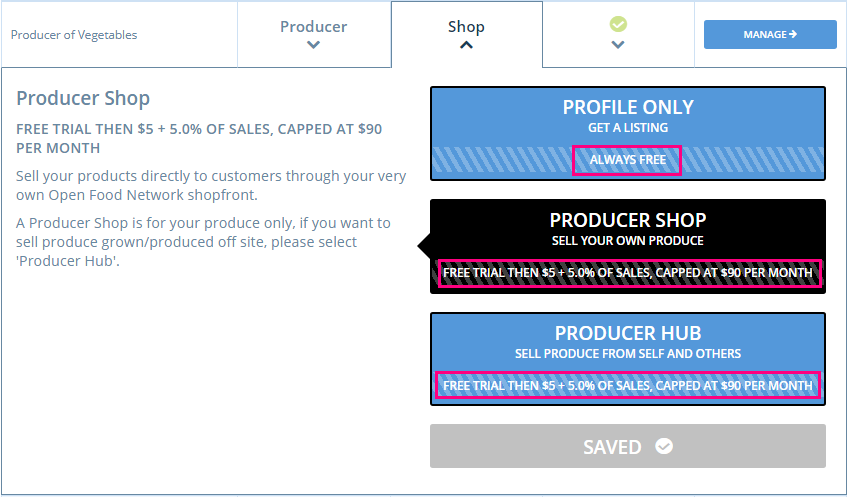 Producer of Vegetables
Producer
Shop
MANAGE
Producer Shop
FREE TRIAL THEN $5 + 5.0% OF SALES, CAPPED AT $90
PER MONTH
Sell your products directly to customers through your very
own Open Food Network shopfront.
A Producer Shop is for your produce only, if you want to
sell produce grown/produced off site, please select
'Producer Hub'.
PROFILE ONLY
GET A LISTING
ALWAYS FREE
PRODUCER SHOP
SELL YOUR OWN PRODUCE
FREE TRIAL THEN $5 + 5.0% OF SALES, CAPPED AT $90 PER MONTH
PRODUCER HUB
SELL PRODUCE FROM SELF AND OTHERS
FREE TRIAL THEN $5 + 5.0% OF SALES, CAPPED AT $90 PER MONTH
SAVED